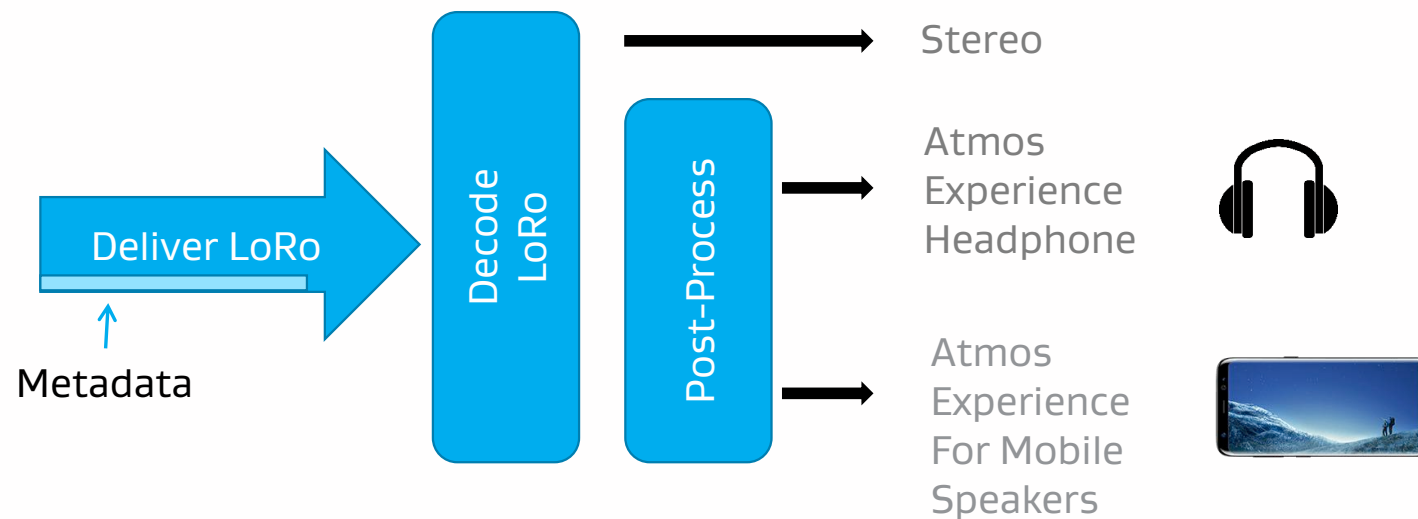 Deliver LoRo
Metadata
Decode
LoRo
Post-Process
Stereo
Atmos
Experience
Headphone
Atmos
Experience
For Mobile
Speakers